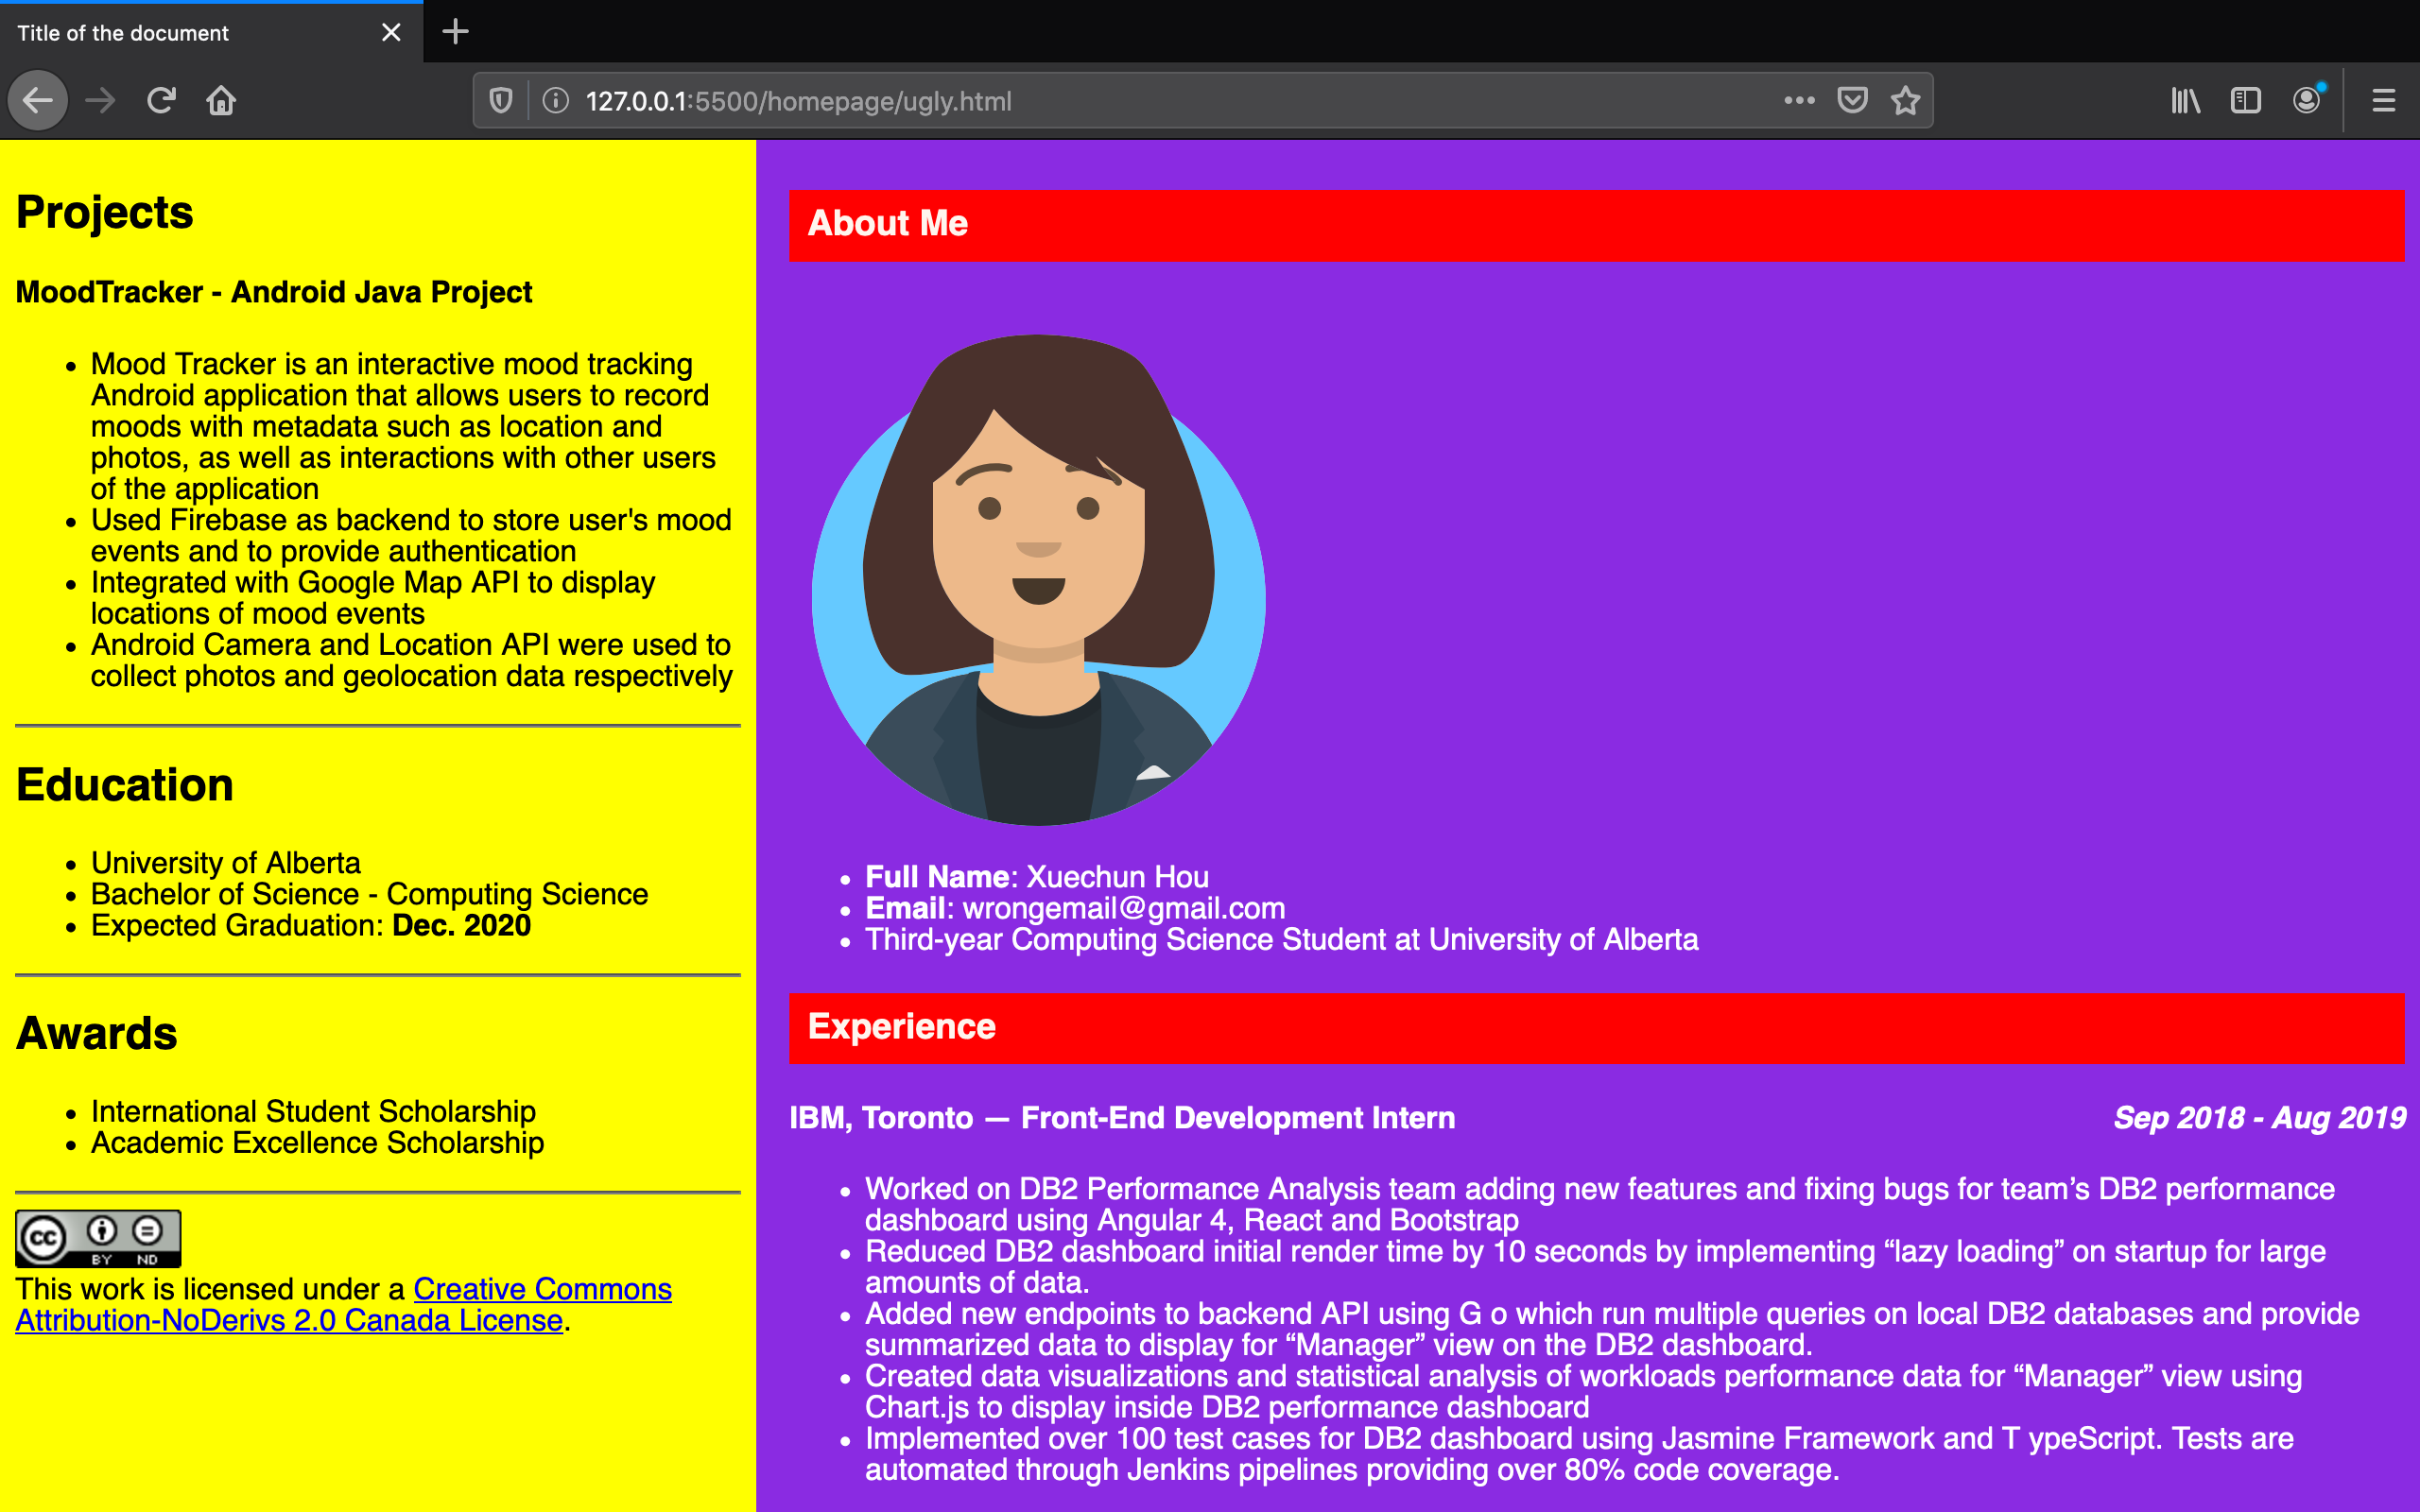 Title of the document
127.0.0.1:5500/homepage/ugly.html
Projects
MoodTracker - Android Java Project
Mood Tracker is an interactive mood tracking
Android application that allows users to record
moods with metadata such as location and
photos, as well as interactions with other users
of the application
Used Firebase as backend to store user's mood
events and to provide authentication
Integrated with Google Map API to display
locations of mood events
Android Camera and Location API were used to
collect photos and geolocation data respectively
Education
University of Alberta
Bachelor of Science - Computing Science
Expected Graduation: Dec. 2020
Awards
International Student Scholarship
Academic Excellence Scholarship
CC BY ND
This work is licensed under a Creative Commons
Attribution-NoDerivs 2.0 Canada License.
About Me
Full Name: Xuechun Hou
Email: wrongemail@gmail.com
Third-year Computing Science Student at University of Alberta
Experience
IBM, Toronto — Front-End Development Intern Sep 2018 - Aug 2019
Worked on DB2 Performance Analysis team adding new features and fixing bugs for team’s DB2 performance
dashboard using Angular 4, React and Bootstrap
Reduced DB2 dashboard initial render time by 10 seconds by implementing “lazy loading” on startup for large
amounts of data.
Added new endpoints to backend API using G o which run multiple queries on local DB2 databases and provide
summarized data to display for “Manager” view on the DB2 dashboard.
Created data visualizations and statistical analysis of workloads performance data for “Manager” view using
Chart.js to display inside DB2 performance dashboard
Implemented over 100 test cases for DB2 dashboard using Jasmine Framework and T ypeScript. Tests are
automated through Jenkins pipelines providing over 80% code coverage.